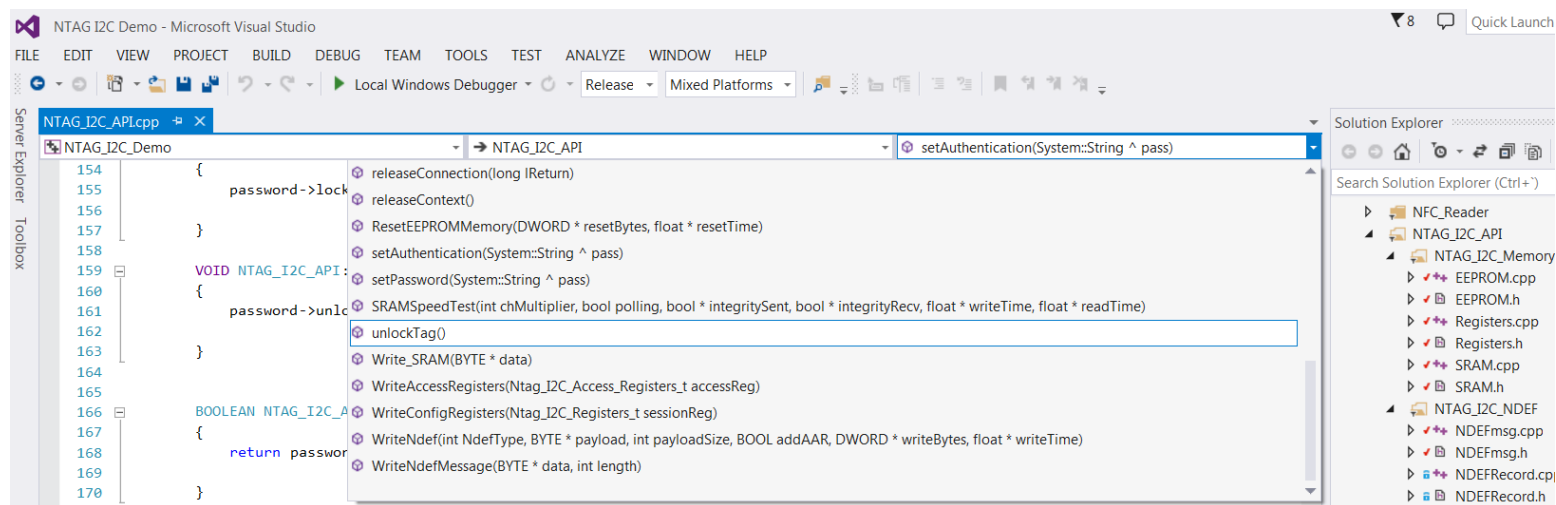 NTAG I2C Demo - Microsoft Visual Studio
8
Quick Launch
FILE EDIT VIEW PROJECT BUILD DEBUG TEAM TOOLS TEST ANALYZE WINDOW HELP
Local Windows Debugger Release Mixed Platforms
Server Explorer
Toolbox
NTAG_I2C_API.cpp
NTAG_I2C_Demo
NTAG_I2C_API
setAuthentication(System::String ^ pass)
154 {
155 password->lock
156
157 }
158
159 VOID NTAG_I2C_API:
160 {
161 password->unlo
162
163 }
164
165
166 BOOLEAN NTAG_I2C_A
167 {
168 return passwor
169
170 }
releaseConnection(long lReturn)
releaseContext()
ResetEEPROMMemory(DWORD * resetBytes, float * resetTime)
setAuthentication(System::String ^ pass)
setPassword(System::String ^ pass)
SRAMSpeedTest(int chMultiplier, bool polling, bool * integritySent, bool * integrityRecv, float * writeTime, float * readTime)
unlockTag()
Write_SRAM(BYTE * data)
WriteAccessRegisters(Ntag_I2C_Access_Registers_t accessReg)
WriteConfigRegisters(Ntag_I2C_Registers_t sessionReg)
WriteNdef(int NdefType, BYTE * payload, int payloadSize, BOOL addAAR, DWORD * writeBytes, float * writeTime)
WriteNdefMessage(BYTE * data, int length)
Solution Explorer
Search Solution Explorer (Ctrl+`)
NFC_Reader
NTAG_I2C_API
NTAG_I2C_Memory
EEPROM.cpp
EEPROM.h
Registers.cpp
Registers.h
SRAM.cpp
SRAM.h
NTAG_I2C_NDEF
NDEFmsg.cpp
NDEFmsg.h
NDEFRecord.cpp
NDEFRecord.h